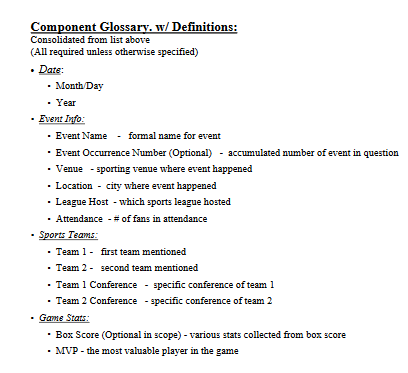 Component Glossary. w/ Definitions:
Consolidated from list above
(All required unless otherwise specified)
• Date:
• Month/Day
• Year
• Event Info:
• Event Name - formal name for event
• Event Occurrence Number (Optional) - accumulated number of event in question
• Venue - sporting venue where event happened
• Location - city where event happened
• League Host - which sports league hosted
• Attendance - # of fans in attendance
• Sports Teams:
• Team 1 - first team mentioned
• Team 2 - second team mentioned
• Team 1 Conference - specific conference of team 1
• Team 2 Conference - specific conference of team 2
• Game Stats:
• Box Score (Optional in scope) - various stats collected from box score
• MVP - the most valuable player in the game